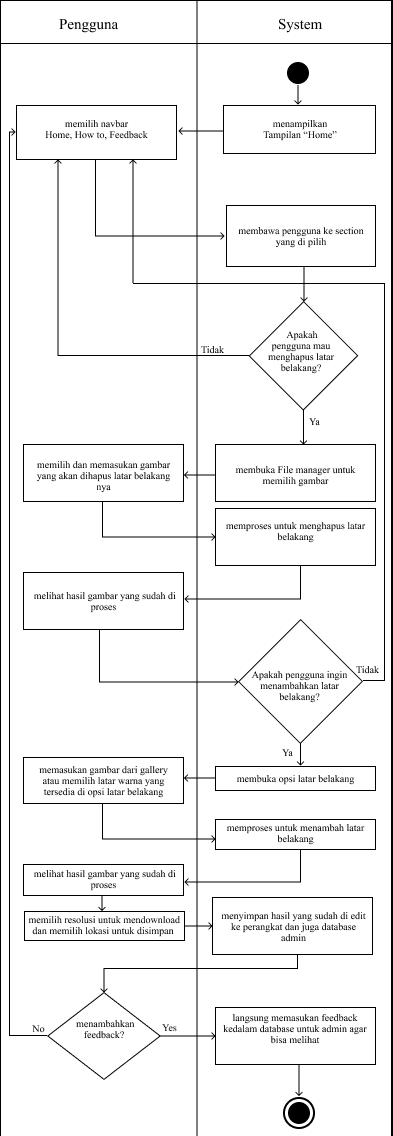 Pengguna
System
memilih navbar
Home, How to, Feedback
menampilkan
Tampilan “Home”
membawa pengguna ke section
yang di pilih
Apakah
pengguna mau
menghapus latar
belakang?
Tidak
Ya
memilih dan memasukan gambar
yang akan dihapus latar belakang
nya
membuka File manager untuk
memilih gambar
memproses untuk menghapus latar
belakang
melihat hasil gambar yang sudah di
proses
Apakah pengguna ingin
menambahkan latar
belakang?
Tidak
Ya
memasukan gambar dari gallery
atau memilih latar warna yang
tersedia di opsi latar belakang
membuka opsi latar belakang
memproses untuk menambah latar
belakang
melihat hasil gambar yang sudah di
proses
memilih resolusi untuk mendownload
dan memilih lokasi untuk disimpan
menyimpan hasil yang sudah di edit
ke perangkat dan juga database
admin
menambahkan
feedback?
No
Yes
langsung memasukan feedback
kedalam database untuk admin agar
bisa melihat